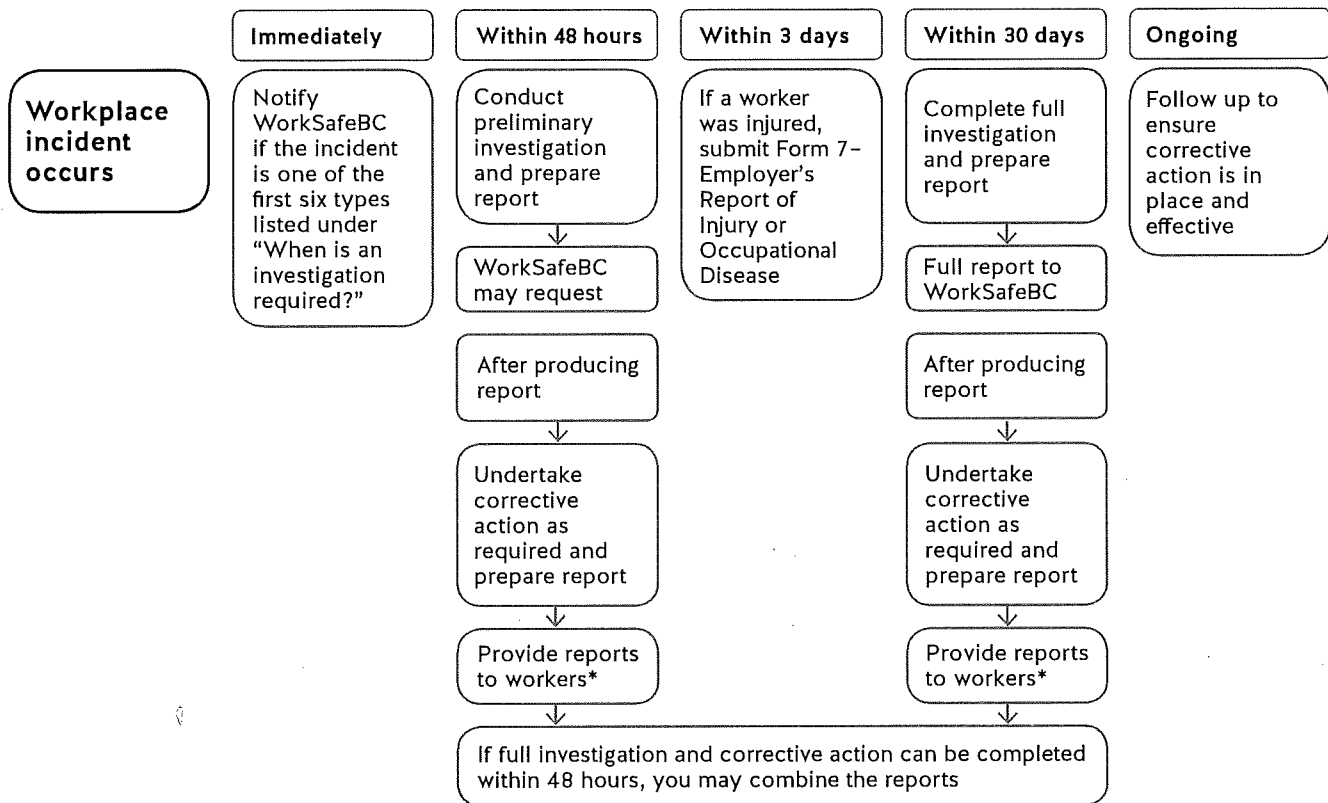 Immediately
Within 48 hours
Within 3 days
Within 30 days
Ongoing
Workplace
incident
occurs
Notify
WorkSafeBC
if the incident
is one of the
first six types
listed under
“When is an
investigation
required?”
Conduct
preliminary
investigation
and prepare
report
WorkSafeBC
may request
After producing
report
Undertake
corrective
action as
required and
prepare report
Provide reports
to workers*
If a worker
was injured,
submit Form 7–
Employer’s
Report of
Injury or
Occupational
Disease
Complete full
investigation
and prepare
report
Full report to
WorkSafeBC
After producing
report
Undertake
corrective
action as
required and
prepare report
Provide reports
to workers*
Follow up to
ensure
corrective
action is in
place and
effective
If full investigation and corrective action can be completed
within 48 hours, you may combine the reports